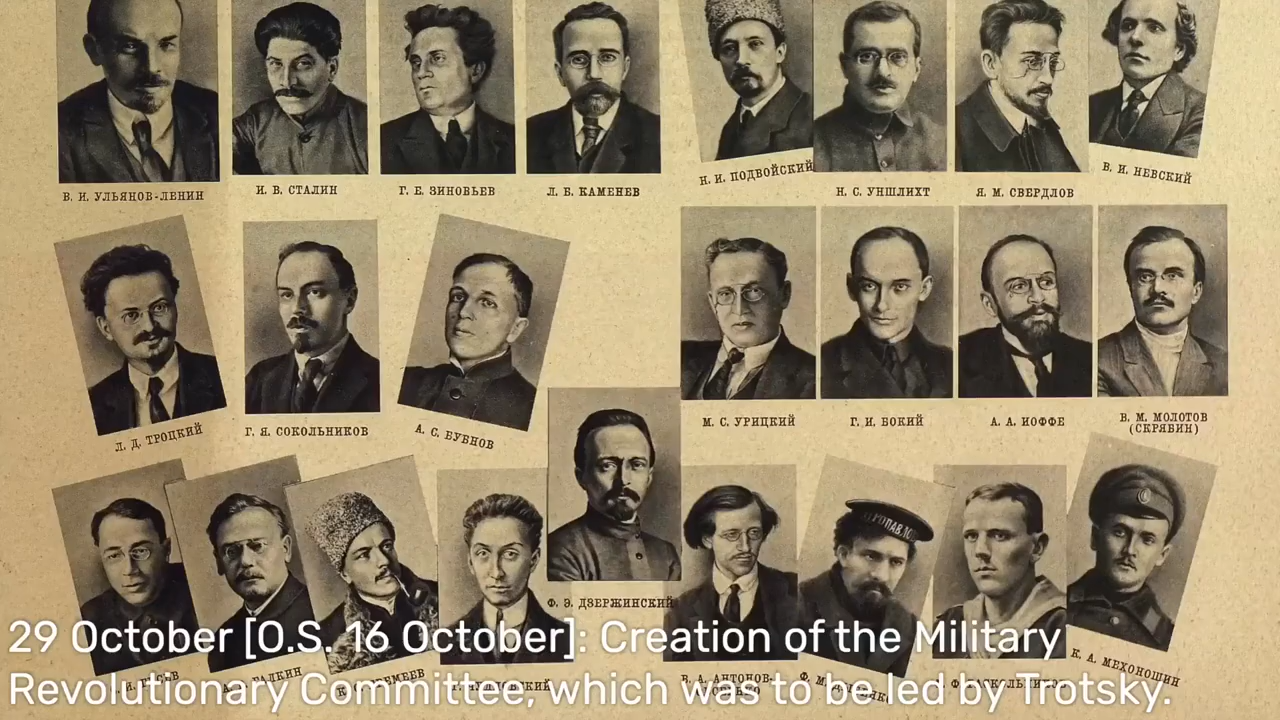 В. И. УЛЬЯНОВ-ЛЕНИН
И. В. СТАЛИН
Г. Е. ЗИНОВЬЕВ
Л. Б. КАМЕНЕВ
Н. И. ПОДВОЙСКИЙ
Н. С. УНШЛИХТ
Я. М. СВЕРДЛОВ
В. И. НЕВСКИЙ
Л. Д. ТРОЦКИЙ
Г. Я. СОКОЛЬНИКОВ
А. С. БУБНОВ
М. С. УРИЦКИЙ
Г. И. БОКИЙ
А. А. ИОФФЕ
В. М. МОЛОТОВ
(СКРЯБИН)
Ф. Э. ДЗЕРЖИНСКИЙ
В. А. АНТОНОВ-
К. А. МЕХОНОШИН
29 October [O.S. 16 October]: Creation of the Military
Revolutionary Committee, which was to be led by Trotsky.